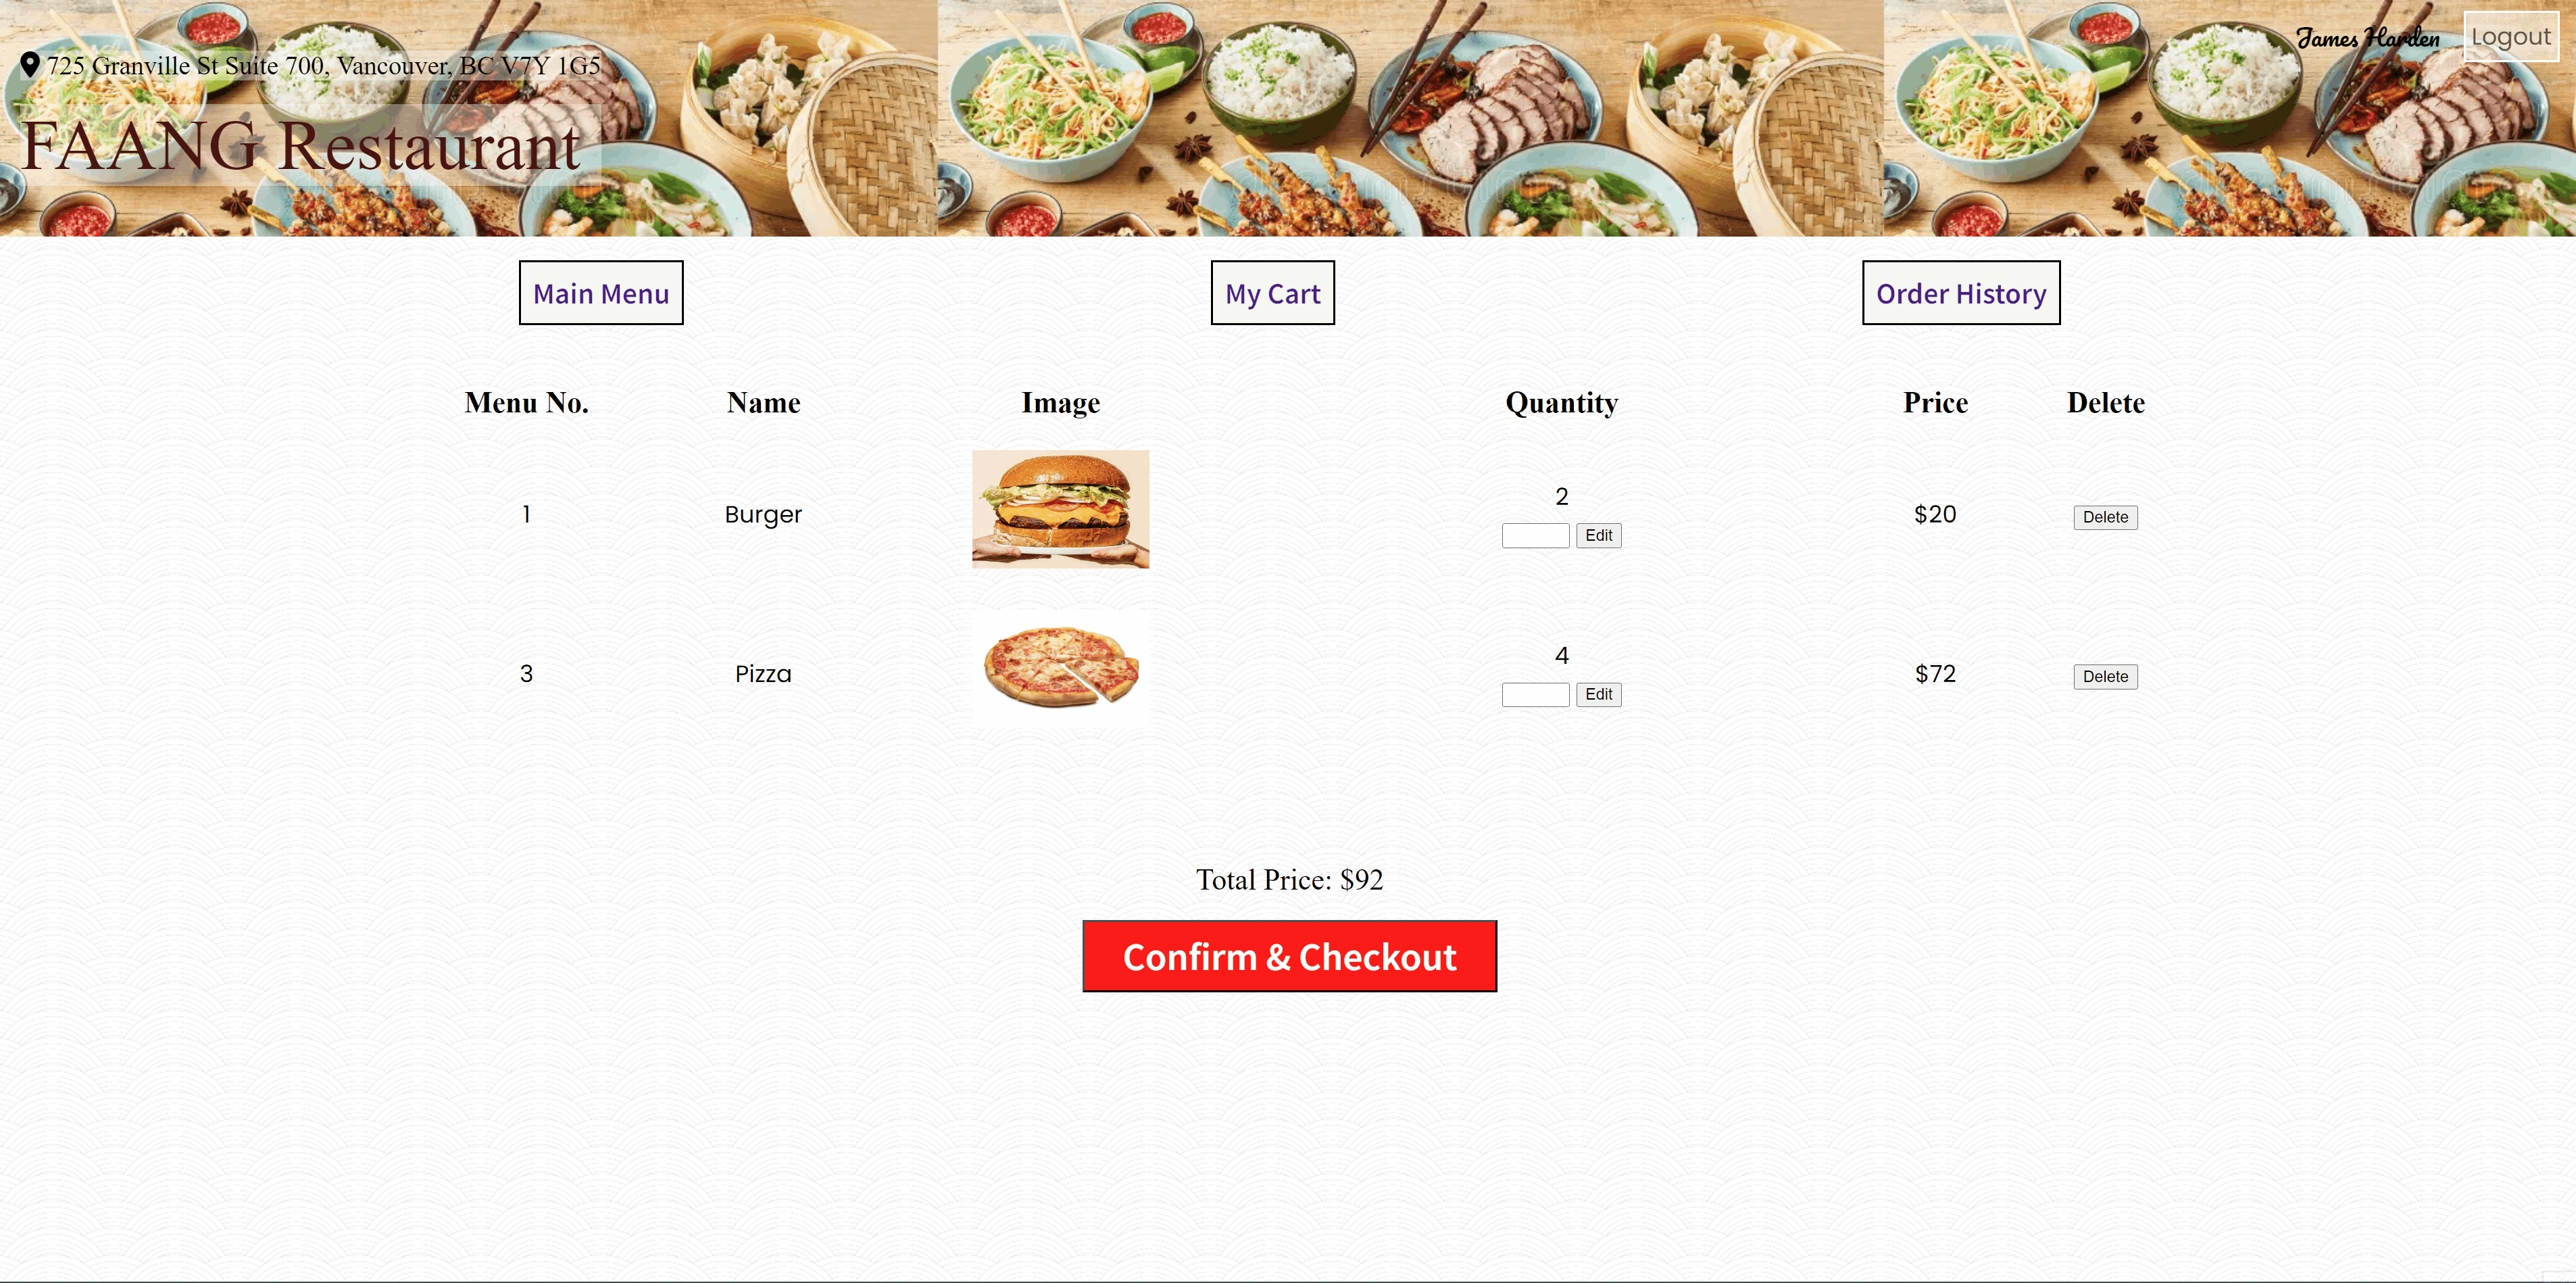 725 Granville St Suite 700, Vancouver, BC V7Y 1G5
James Harden
Logout
FAANG Restaurant
Main Menu
My Cart
Order History
Menu No. Name Image Quantity Price Delete
1 Burger 2 $20 Delete
Edit
3 Pizza 4 $72 Delete
Edit
Total Price: $92
Confirm & Checkout